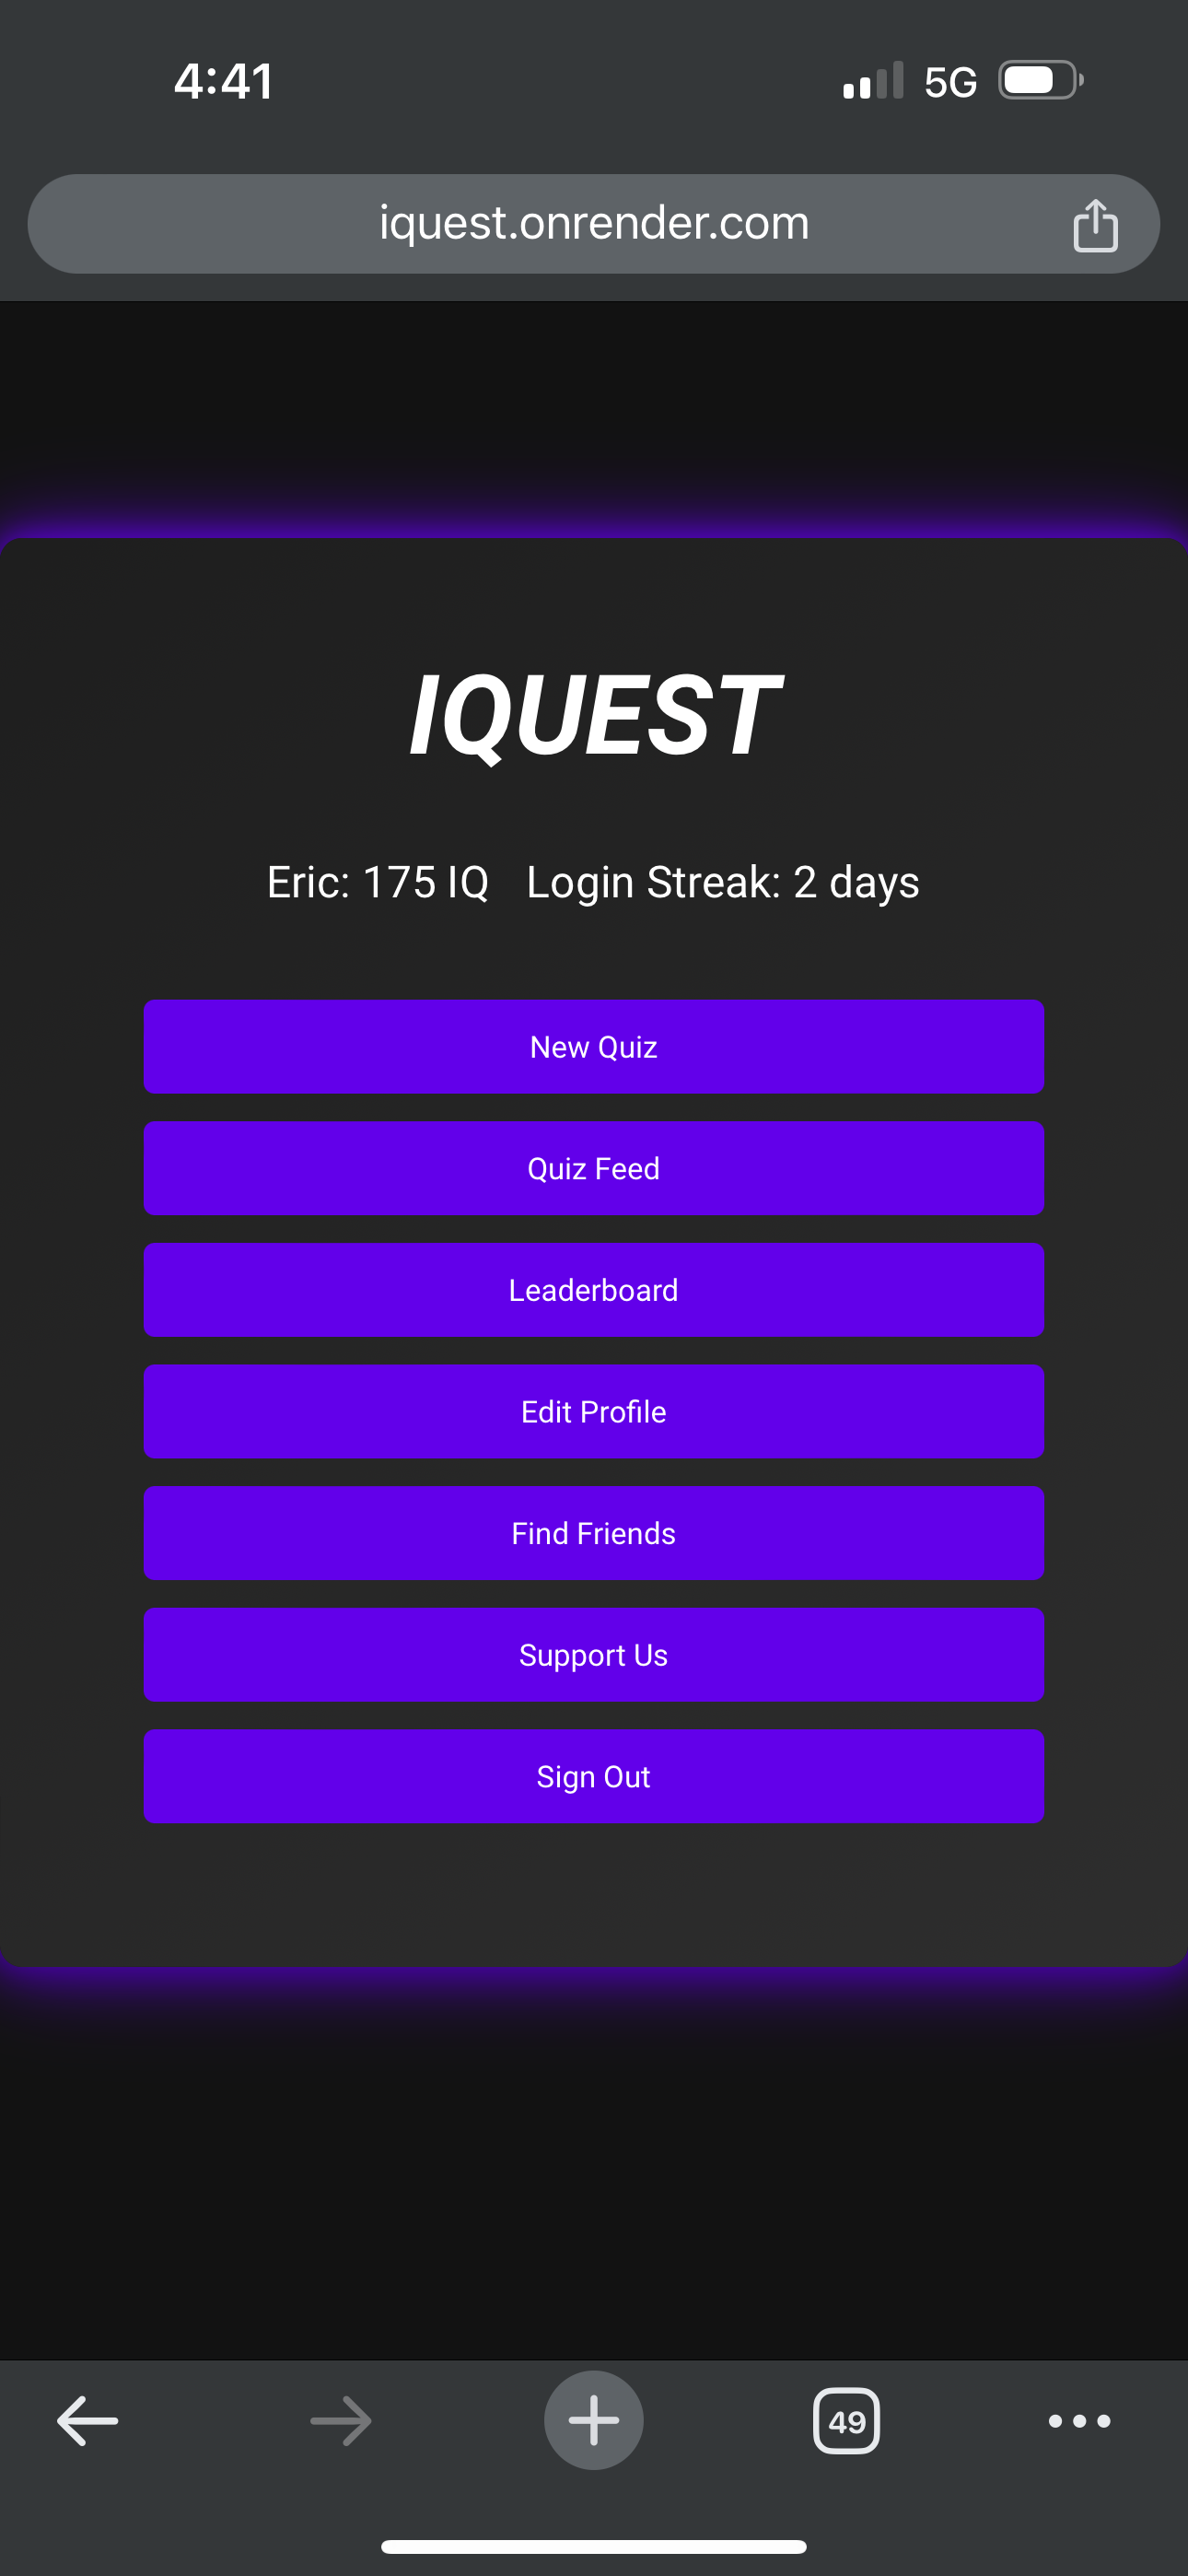 4:41 5G
iquest.onrender.com
IQUEST
Eric: 175 IQ Login Streak: 2 days
New Quiz
Quiz Feed
Leaderboard
Edit Profile
Find Friends
Support Us
Sign Out
49